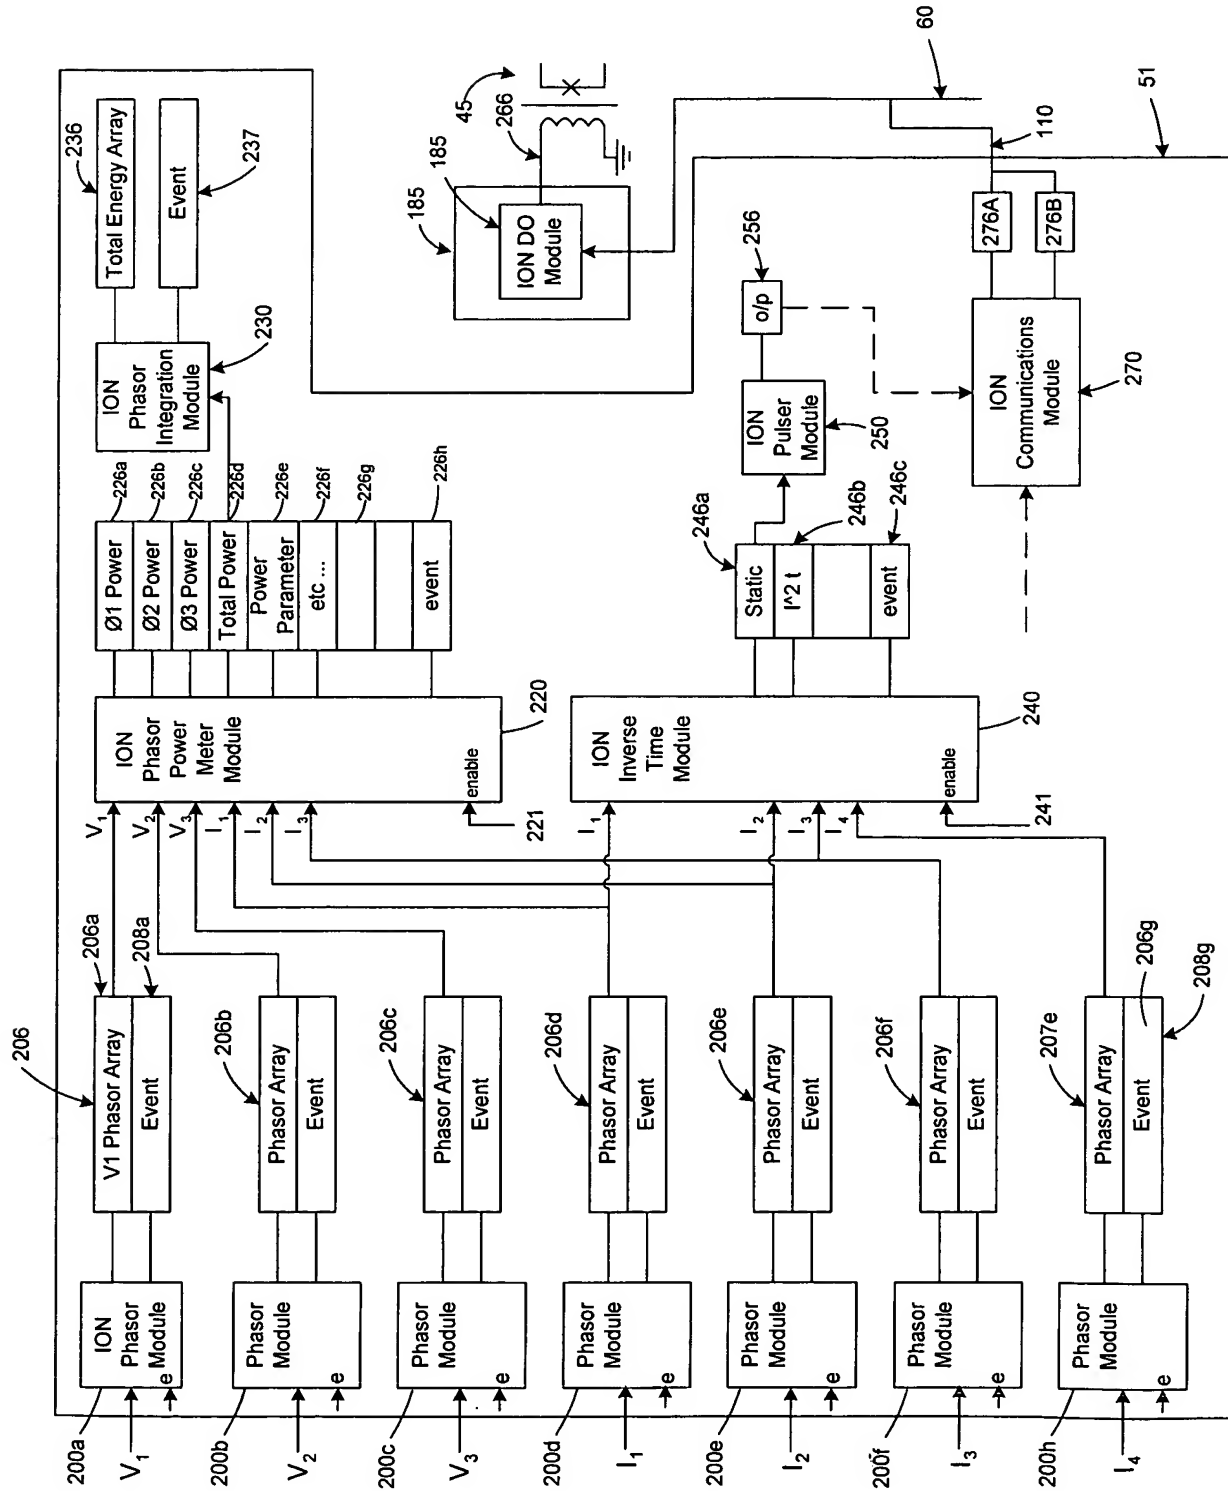 200a
V1
ION
Phasor
Module
e
206
V1 Phasor Array
Event
206a
208a
200b
V2
Phasor
Module
e
206b
Phasor Array
Event
200c
V3
Phasor
Module
e
206c
Phasor Array
Event
200d
I1
Phasor
Module
e
206d
Phasor Array
Event
200e
I2
Phasor
Module
e
206e
Phasor Array
Event
200f
I3
Phasor
Module
e
206f
Phasor Array
Event
200h
I4
Phasor
Module
e
207e
Phasor Array
Event
206g
208g
V1
V2
V3
I1
I2
I3
221
ION
Phasor
Power
Meter
Module
enable
220
I1
I2
I3
I4
241
ION
Inverse
Time
Module
enable
240
Ø1 Power
Ø2 Power
Ø3 Power
Total Power
Power
Parameter
etc ...
event
226a
226b
226c
226d
226e
226f
226g
226h
ION
Phasor
Integration
Module
230
Total Energy Array
Event
236
237
Static
I^2 t
event
246a
246b
246c
ION
Pulser
Module
250
o/p
256
ION
Communications
Module
270
276A
276B
110
51
60
ION DO
Module
185
185
266
45